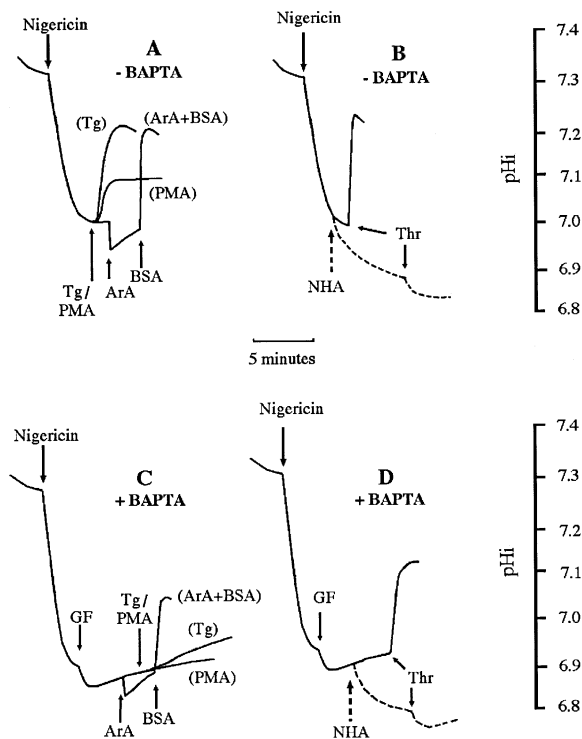 Nigericin
A
- BAPTA
(Tg)
(ArA+BSA)
(PMA)
Tg/
PMA
ArA
BSA
Nigericin
B
- BAPTA
Thr
NHA
pHi
7.4
7.3
7.2
7.1
7.0
6.9
6.8
5 minutes
Nigericin
C
+ BAPTA
GF
Tg/
PMA
(ArA+BSA)
(Tg)
(PMA)
ArA
BSA
Nigericin
D
+ BAPTA
GF
Thr
NHA
pHi
7.4
7.3
7.2
7.1
7.0
6.9
6.8